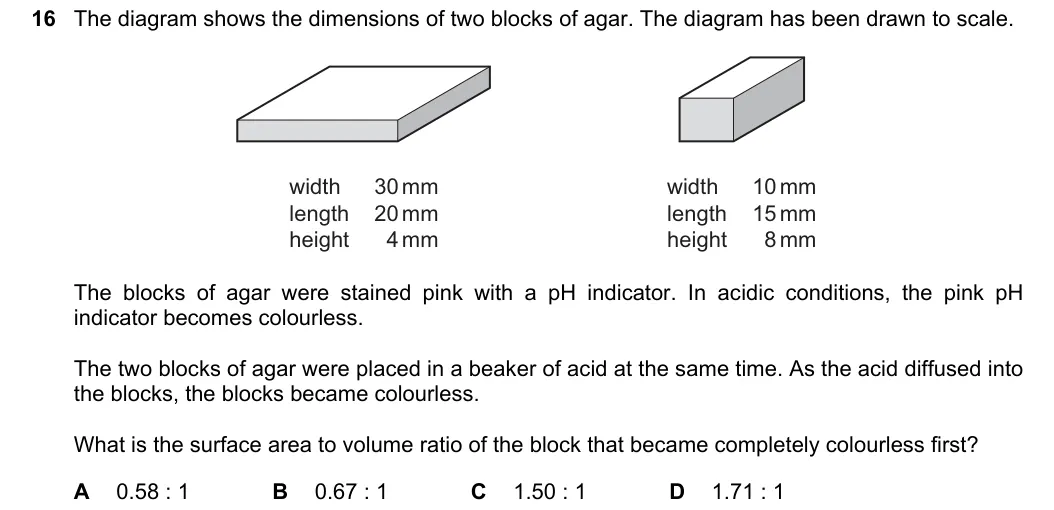 16 The diagram shows the dimensions of two blocks of agar. The diagram has been drawn to scale.
width 30 mm
length 20 mm
height 4 mm
width 10 mm
length 15 mm
height 8 mm
The blocks of agar were stained pink with a pH indicator. In acidic conditions, the pink pH
indicator becomes colourless.
The two blocks of agar were placed in a beaker of acid at the same time. As the acid diffused into
the blocks, the blocks became colourless.
What is the surface area to volume ratio of the block that became completely colourless first?
A 0.58 : 1 B 0.67 : 1 C 1.50 : 1 D 1.71 : 1